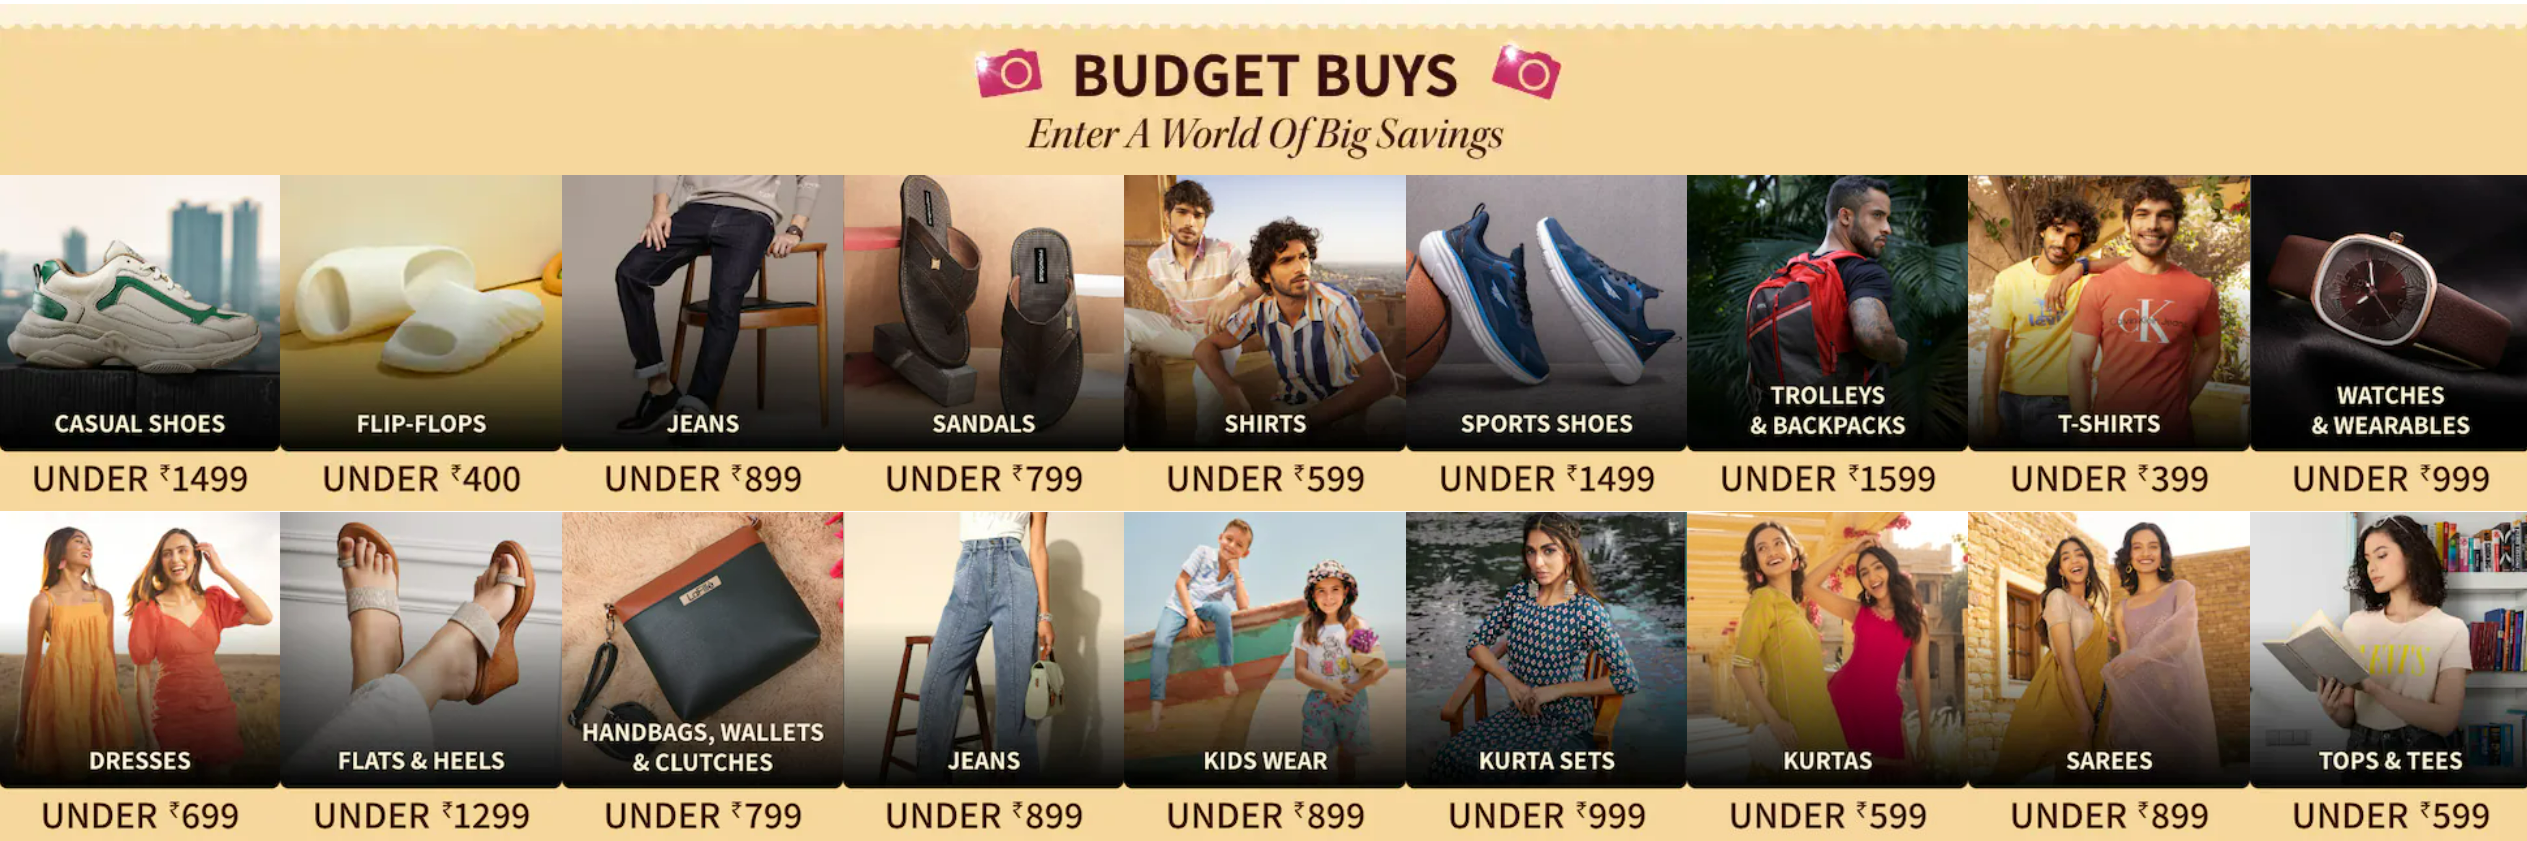 BUDGET BUYS
Enter A World Of Big Savings
CASUAL SHOES
UNDER ₹1499
FLIP-FLOPS
UNDER ₹400
JEANS
UNDER ₹899
SANDALS
UNDER ₹799
SHIRTS
UNDER ₹599
SPORTS SHOES
UNDER ₹1499
TROLLEYS
& BACKPACKS
UNDER ₹1599
CK
T-SHIRTS
UNDER ₹399
WATCHES
& WEARABLES
UNDER ₹999
DRESSES
UNDER ₹699
FLATS & HEELS
UNDER ₹1299
HANDBAGS, WALLETS
& CLUTCHES
UNDER ₹799
JEANS
UNDER ₹899
KIDS WEAR
UNDER ₹899
KURTA SETS
UNDER ₹999
KURTAS
UNDER ₹599
SAREES
UNDER ₹899
TOPS & TEES
UNDER ₹599